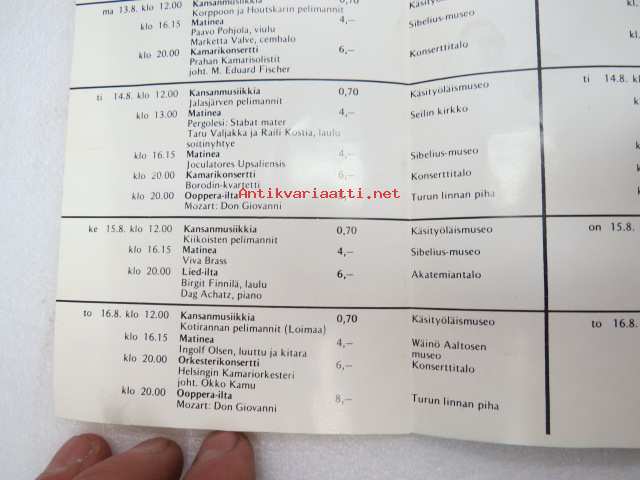 ma 13.8. klo 12.00 Kansanmusiikkia 0,70 Käsityöläismuseo
Korppoon ja Houtskarin pelimannit
klo 16.15 Matinea 4,— Sibelius-museo
Paavo Pohjola, viulu
Marketta Valve, cembalo
klo 20.00 Kamarikonsertti 6,— Konserttitalo
Prahan Kamarisolistit
joht. M. Eduard Fischer
ti 14.8. klo 12.00 Kansanmusiikkia 0,70 Käsityöläismuseo
Jalasjärven pelimannit
klo 13.00 Matinea 4,— Seilin kirkko
Pergolesi: Stabat mater
Taru Valjakka ja Raili Kostia, laulu
soitinyhtye
klo 16.15 Matinea 4,— Sibelius-museo
Joculatores Upsaliensis
klo 20.00 Kamarikonsertti 6,— Konserttitalo
Borodin-kvartetti
klo 20.00 Ooppera-ilta Turun linnan piha
Mozart: Don Giovanni
Antikvariaatti.net
ke 15.8. klo 12.00 Kansanmusiikkia 0,70 Käsityöläismuseo
Kiikoisten pelimannit
klo 16.15 Matinea 4,— Sibelius-museo
Viva Brass
klo 20.00 Lied-ilta 6,— Akatemiantalo
Birgit Finnilä, laulu
Dag Achatz, piano
to 16.8. klo 12.00 Kansanmusiikkia 0,70 Käsityöläismuseo
Kotirannan pelimannit (Loimaa)
klo 16.15 Matinea 4,— Wäinö Aaltosen
Ingolf Olsen, luuttu ja kitara museo
klo 20.00 Orkesterikonsertti 6,— Konserttitalo
Helsingin Kamariorkesteri
joht. Okko Kamu
klo 20.00 Ooppera-ilta 8,— Turun linnan piha
Mozart: Don Giovanni
kl.
ti 14.8. kl
on 15.8.
to 16.8.